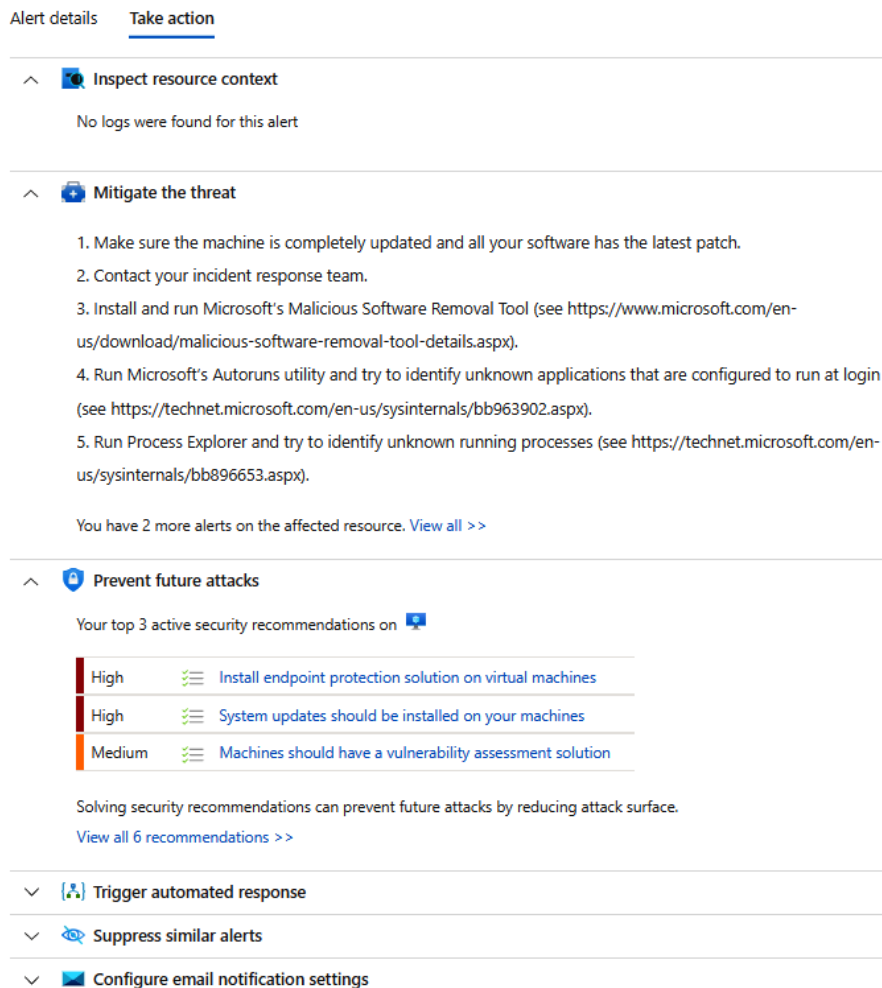 Alert details Take action
Inspect resource context
No logs were found for this alert
Mitigate the threat
1. Make sure the machine is completely updated and all your software has the latest patch.
2. Contact your incident response team.
3. Install and run Microsoft's Malicious Software Removal Tool (see https://www.microsoft.com/en-
us/download/malicious-software-removal-tool-details.aspx).
4. Run Microsoft's Autoruns utility and try to identify unknown applications that are configured to run at login
(see https://technet.microsoft.com/en-us/sysinternals/bb963902.aspx).
5. Run Process Explorer and try to identify unknown running processes (see https://technet.microsoft.com/en-
us/sysinternals/bb896653.aspx).
You have 2 more alerts on the affected resource. View all >>
Prevent future attacks
Your top 3 active security recommendations on
High Install endpoint protection solution on virtual machines
High System updates should be installed on your machines
Medium Machines should have a vulnerability assessment solution
Solving security recommendations can prevent future attacks by reducing attack surface.
View all 6 recommendations >>
Trigger automated response
Suppress similar alerts
Configure email notification settings